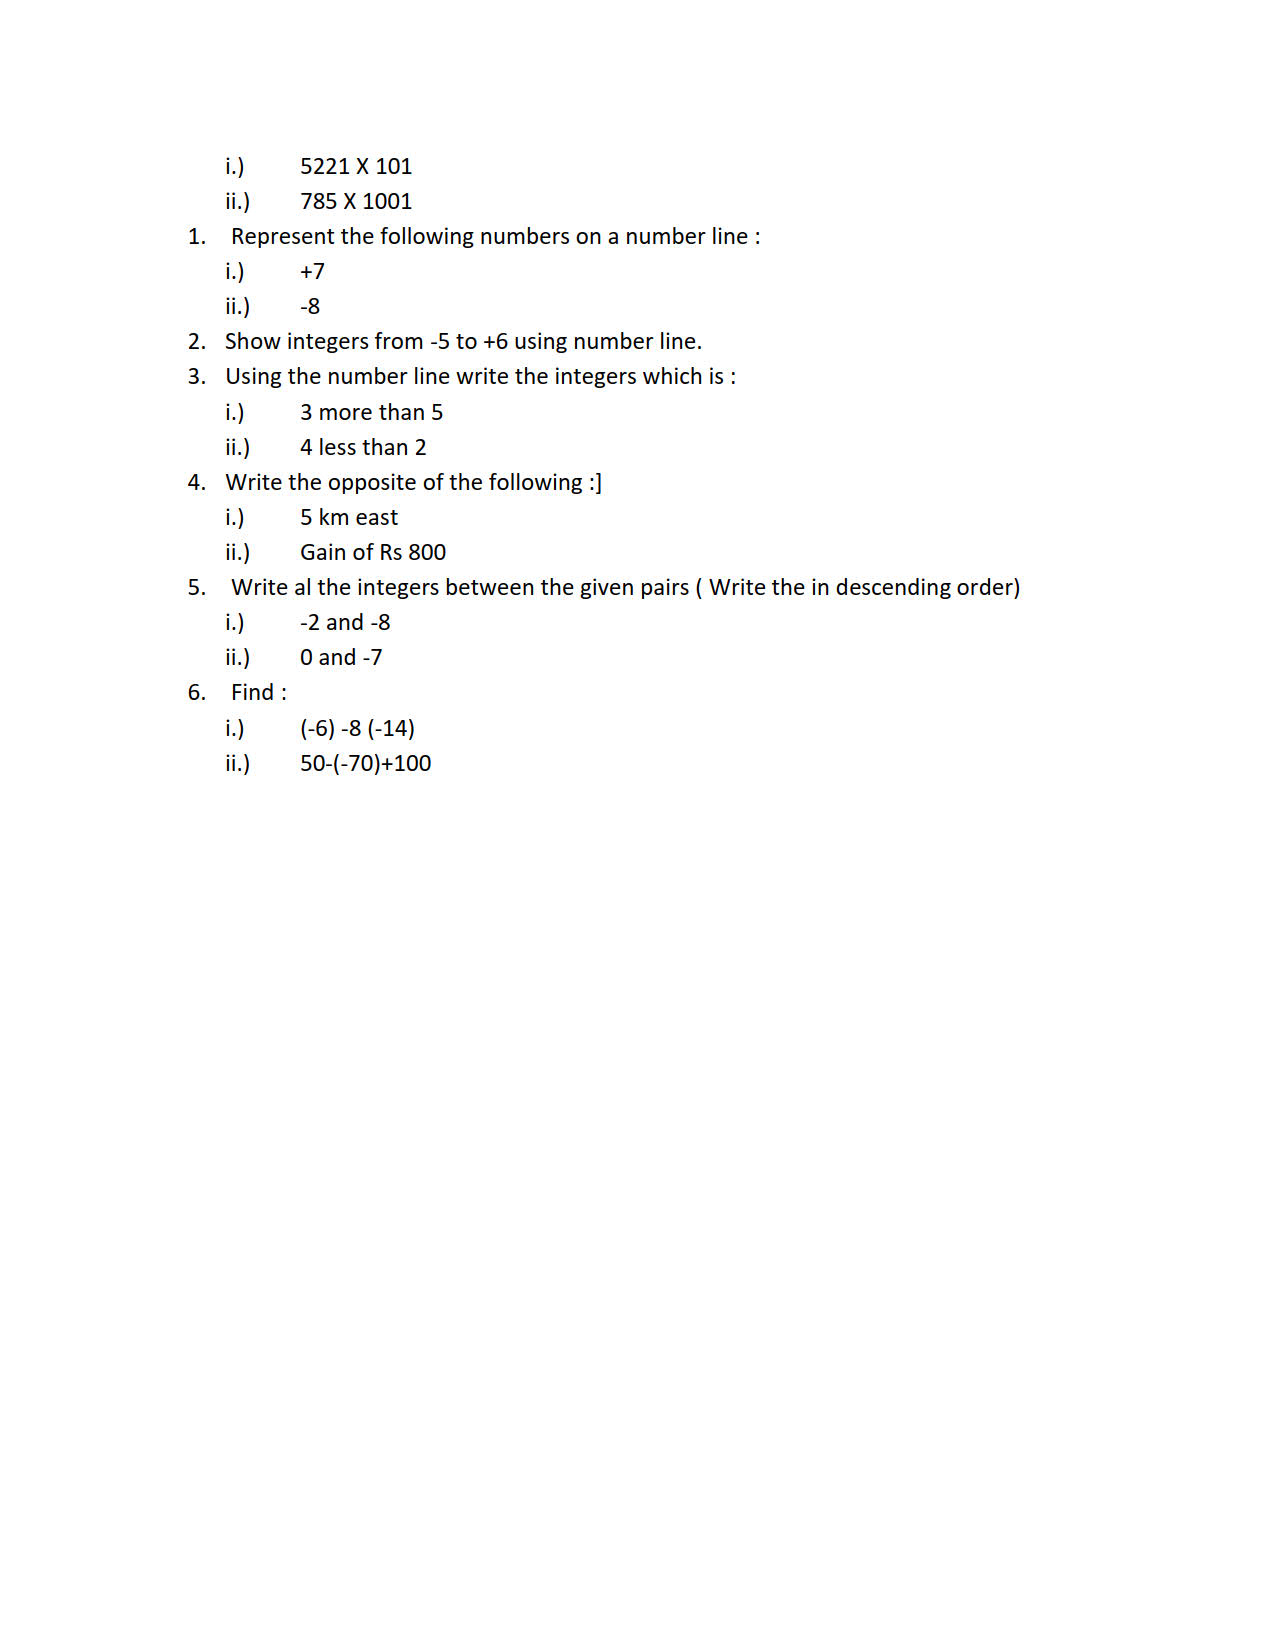 i.) 5221 X 101
ii.) 785 X 1001
1. Represent the following numbers on a number line :
i.) +7
ii.) -8
2. Show integers from -5 to +6 using number line.
3. Using the number line write the integers which is :
i.) 3 more than 5
ii.) 4 less than 2
4. Write the opposite of the following :]
i.) 5 km east
ii.) Gain of Rs 800
5. Write al the integers between the given pairs ( Write the in descending order)
i.) -2 and -8
ii.) 0 and -7
6. Find :
i.) (-6) -8 (-14)
ii.) 50-(-70)+100